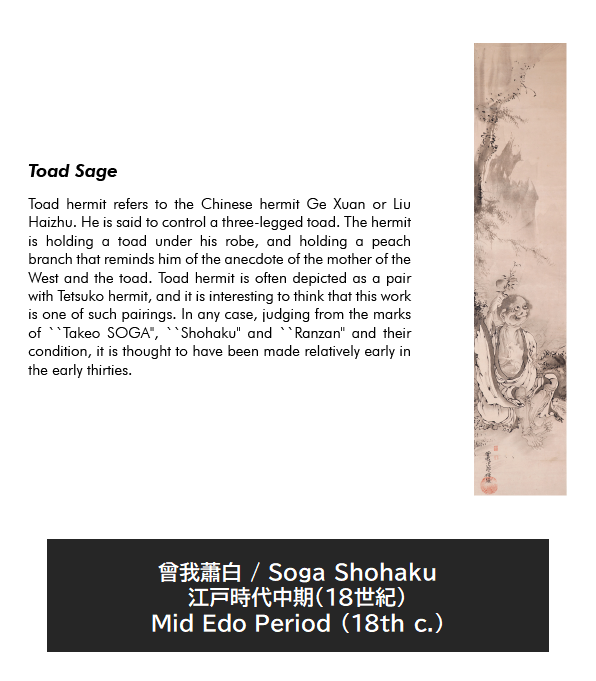 Toad Sage
Toad hermit refers to the Chinese hermit Ge Xuan or Liu
Haizhu. He is said to control a three-legged toad. The hermit
is holding a toad under his robe, and holding a peach
branch that reminds him of the anecdote of the mother of the
West and the toad. Toad hermit is often depicted as a pair
with Tetsuko hermit, and it is interesting to think that this work
is one of such pairings. In any case, judging from the marks
of ``Takeo SOGA", ``Shohaku" and ``Ranzan" and their
condition, it is thought to have been made relatively early in
the early thirties.
曾我蕭白 / Soga Shohaku
江戸時代中期(18世紀)
Mid Edo Period (18th c.)